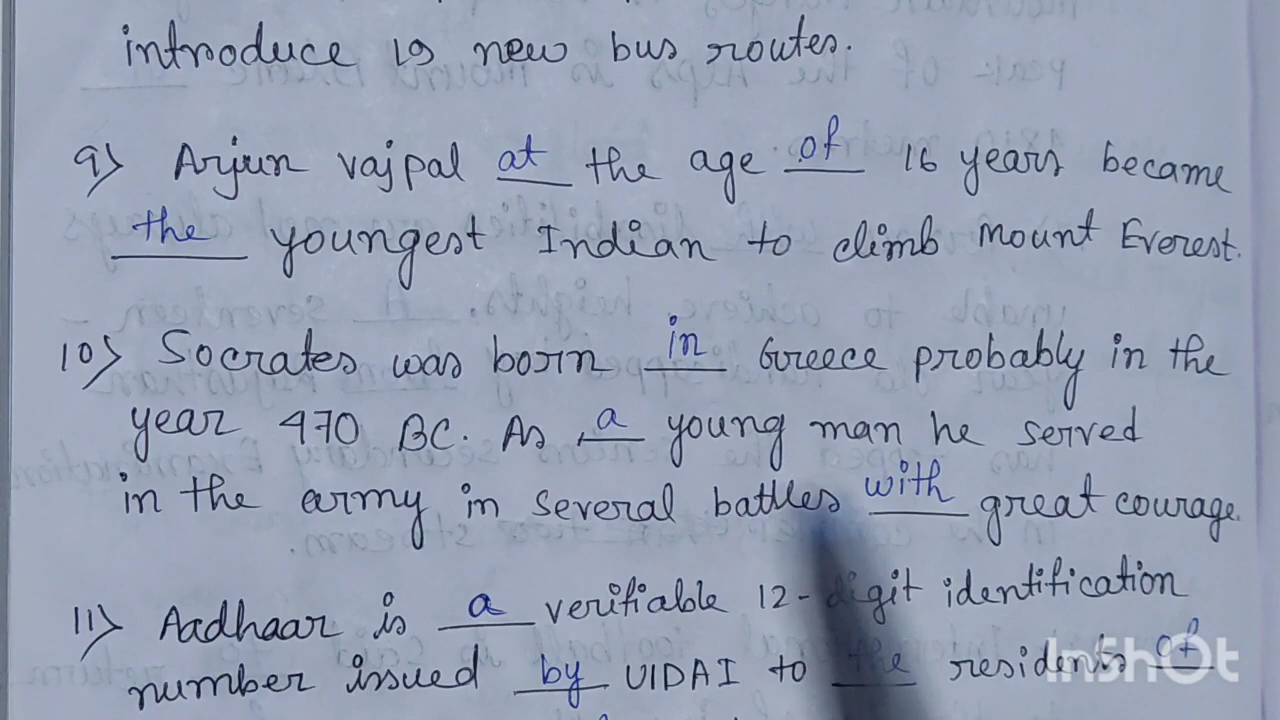 introduce 19 new bus routes.
9) Arjun vajpal at the age of 16 years became
the youngest Indian to climb Mount Everest.
10) Socrates was born in Greece probably in the
year 470 BC. As a young man he served
in the army in several battles with great courage.
11) Aadhaar is a verifiable 12-digit identification
number issued by UIDAI to the residents of
InShOt